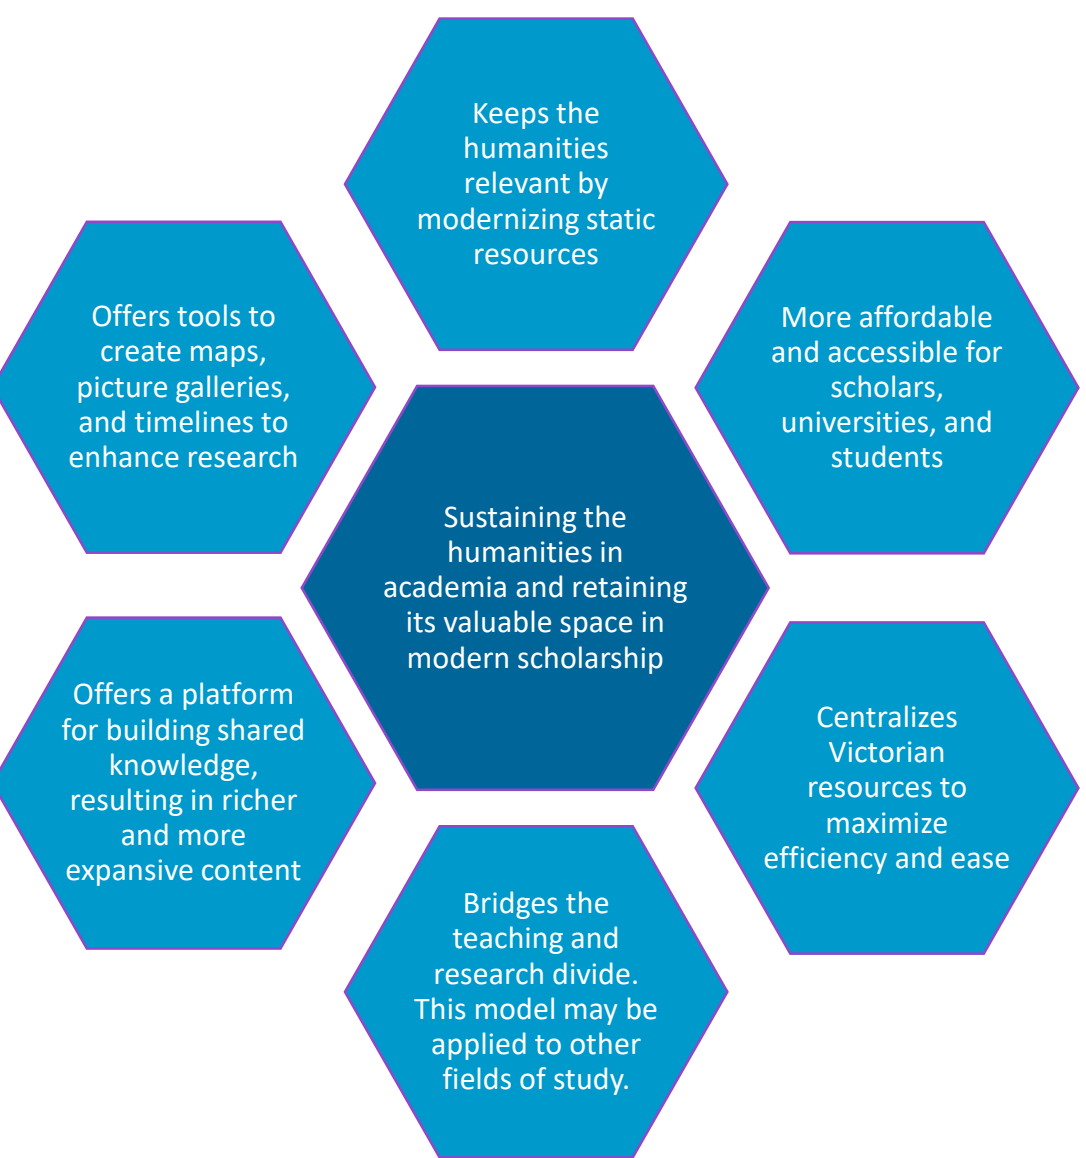 Keeps the
humanities
relevant by
modernizing static
resources
More affordable
and accessible for
scholars,
universities, and
students
Centralizes
Victorian
resources to
maximize
efficiency and ease
Bridges the
teaching and
research divide.
This model may be
applied to other
fields of study.
Offers a platform
for building shared
knowledge,
resulting in richer
and more
expansive content
Offers tools to
create maps,
picture galleries,
and timelines to
enhance research
Sustaining the
humanities in
academia and retaining
its valuable space in
modern scholarship